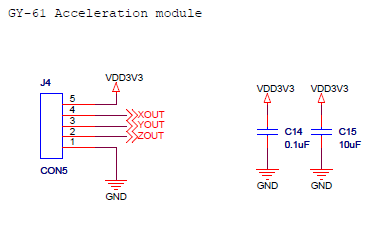 GY-61 Acceleration module
J4
VDD3V3
5
4
XOUT
3
YOUT
2
ZOUT
1
CON5
GND
VDD3V3
VDD3V3
C14
0.1uF
C15
10uF
GND
GND